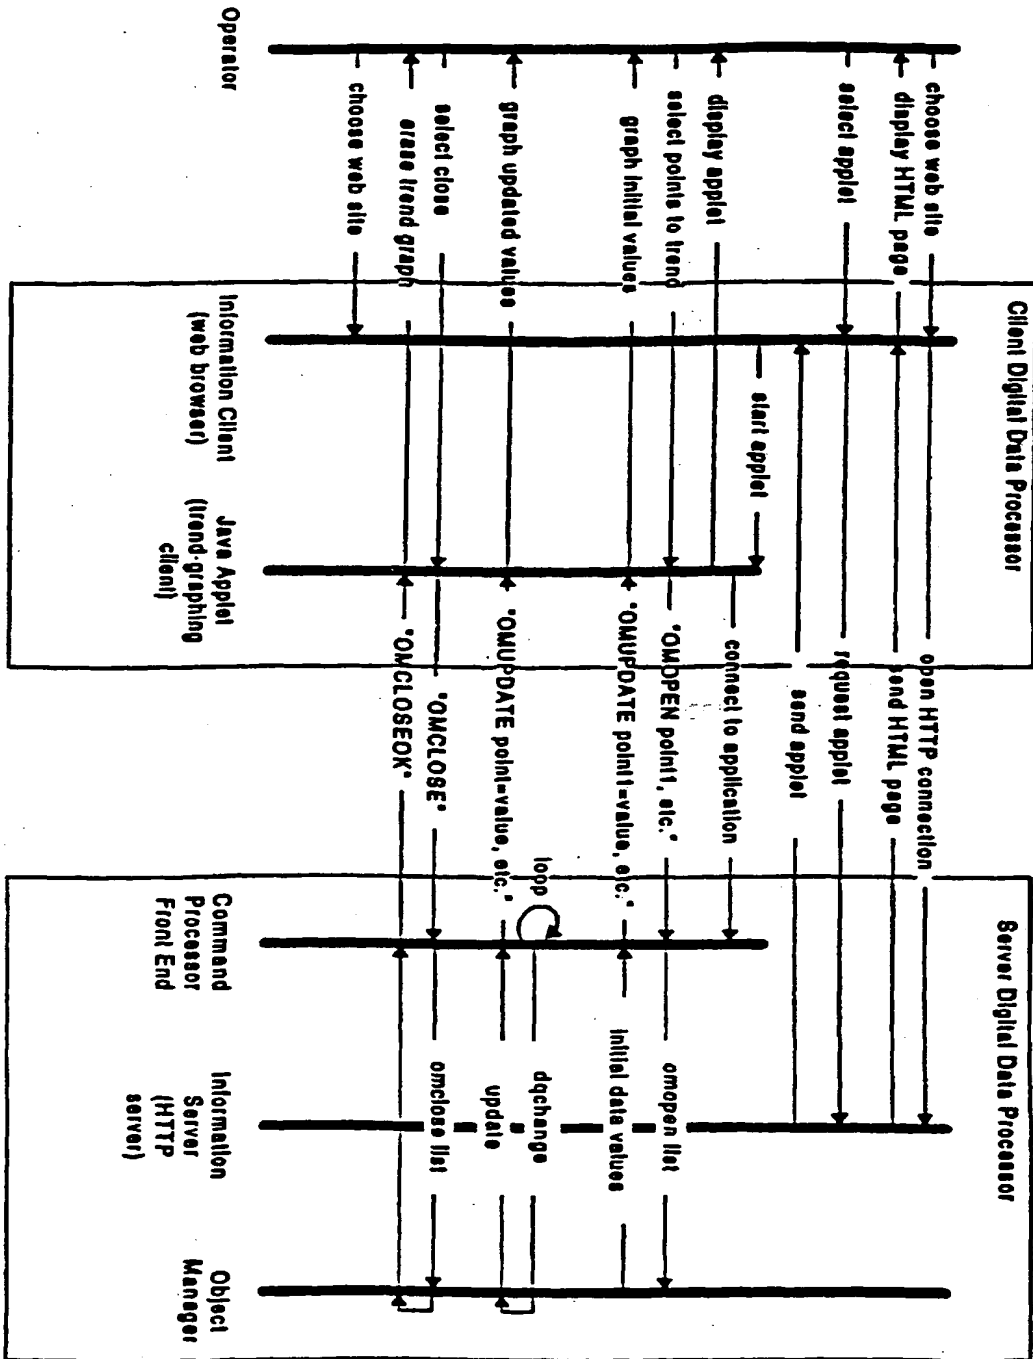 Client Digital Data Processor
Server Digital Data Processor
choose web site
open HTTP connection
display HTML page
send HTML page
select applet
request applet
send applet
start applet
connect to application
display applet
select points to trend
"OMOPEN point1, etc."
omopen list
graph initial values
"OMUPDATE point1=value, etc."
initial data values
loop
dqchange
graph updated values
"OMUPDATE point=value, etc."
update
select close
"OMCLOSE"
omclose list
erase trend graph
"OMCLOSEOK"
choose web site
Operator
Information Client
(web browser)
Java Applet
(trend-graphing
client)
Command
Processor
Front End
Information
Server
(HTTP
server)
Object
Manager